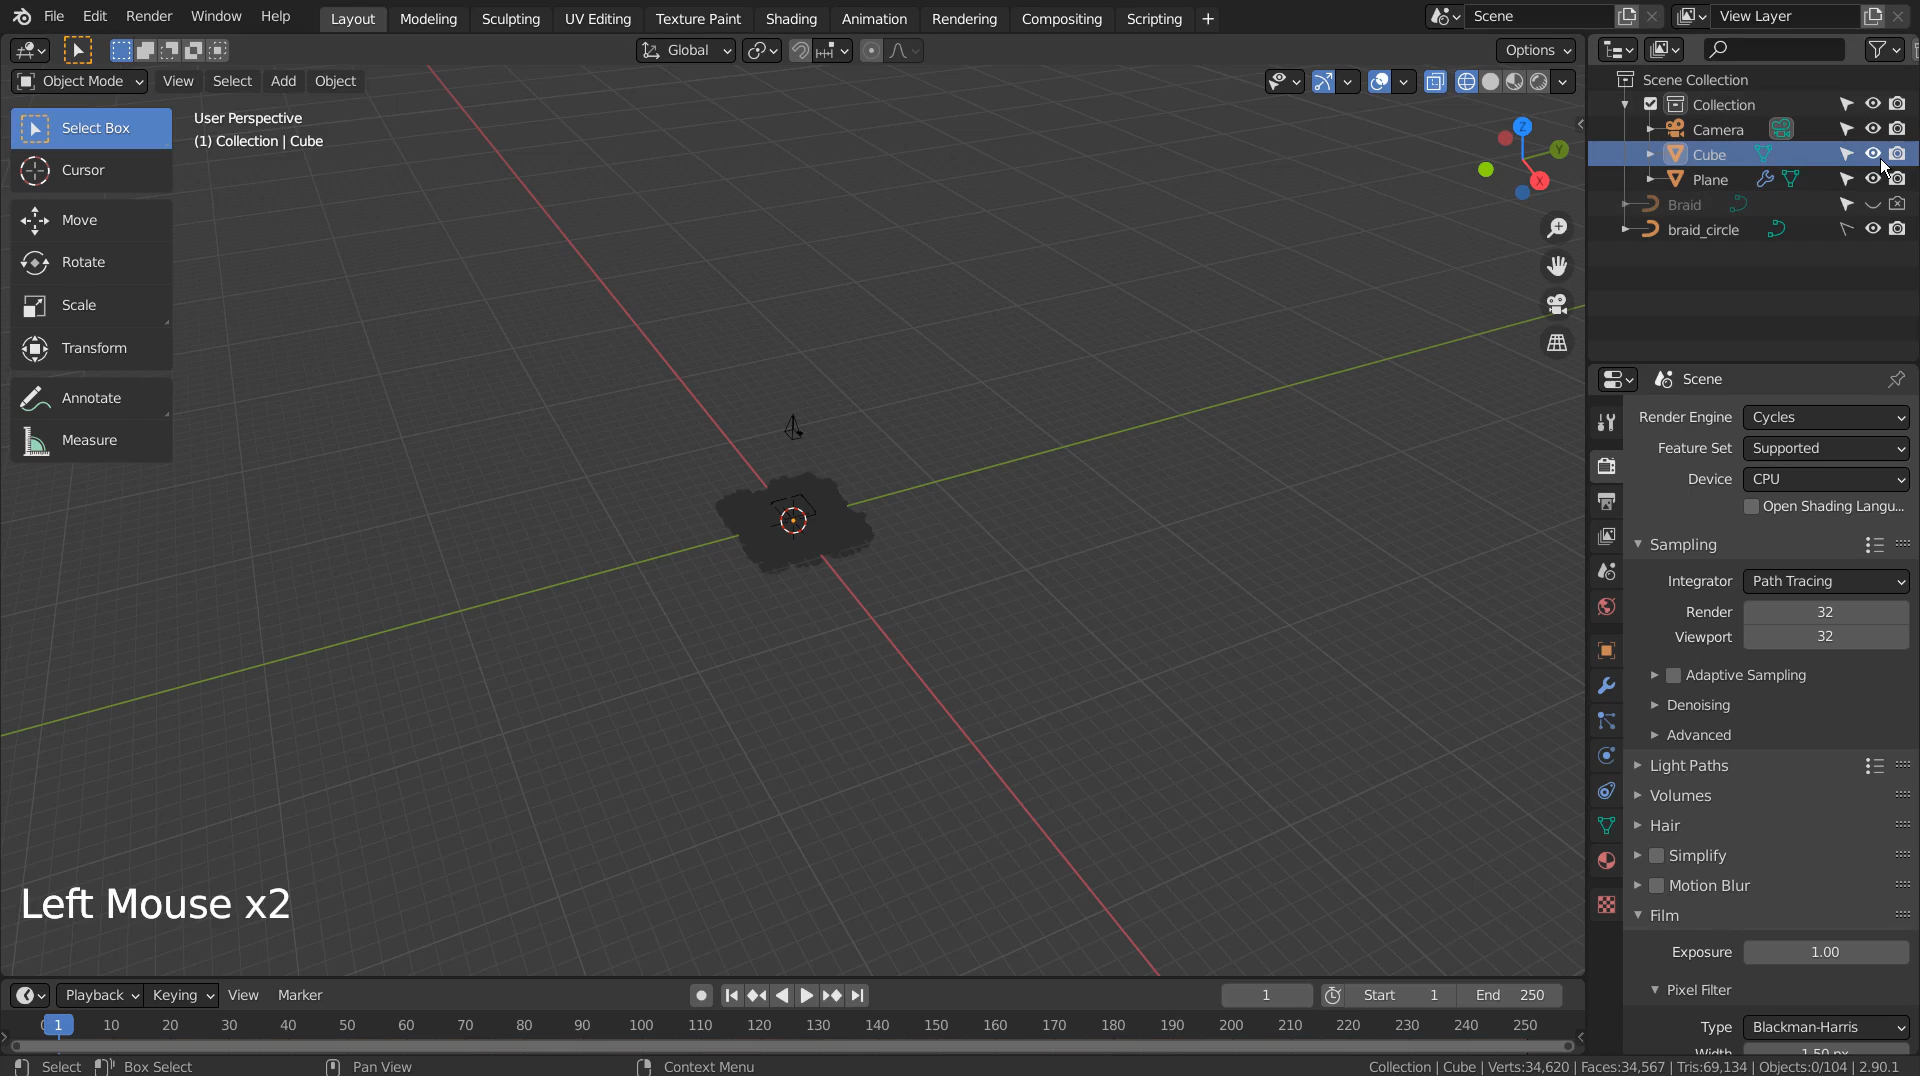 File Edit Render Window Help Layout Modeling Sculpting UV Editing Texture Paint Shading Animation Rendering Compositing Scripting + Scene View Layer
Global Options
Object Mode View Select Add Object
Select Box
Cursor
Move
Rotate
Scale
Transform
Annotate
Measure
User Perspective
(1) Collection | Cube
Z
Y
X
Scene Collection
Collection
Camera
Cube
Plane
Braid
braid_circle
Scene
Render Engine Cycles
Feature Set Supported
Device CPU
Open Shading Langu...
Sampling
Integrator Path Tracing
Render 32
Viewport 32
Adaptive Sampling
Denoising
Advanced
Light Paths
Volumes
Hair
Simplify
Motion Blur
Film
Exposure 1.00
Pixel Filter
Type Blackman-Harris
Width 1.50 px
Left Mouse x2
Playback Keying View Marker 1 Start 1 End 250
1 10 20 30 40 50 60 70 80 90 100 110 120 130 140 150 160 170 180 190 200 210 220 230 240 250
Select Box Select Pan View Context Menu Collection | Cube | Verts:34,620 | Faces:34,567 | Tris:69,134 | Objects:0/104 | 2.90.1